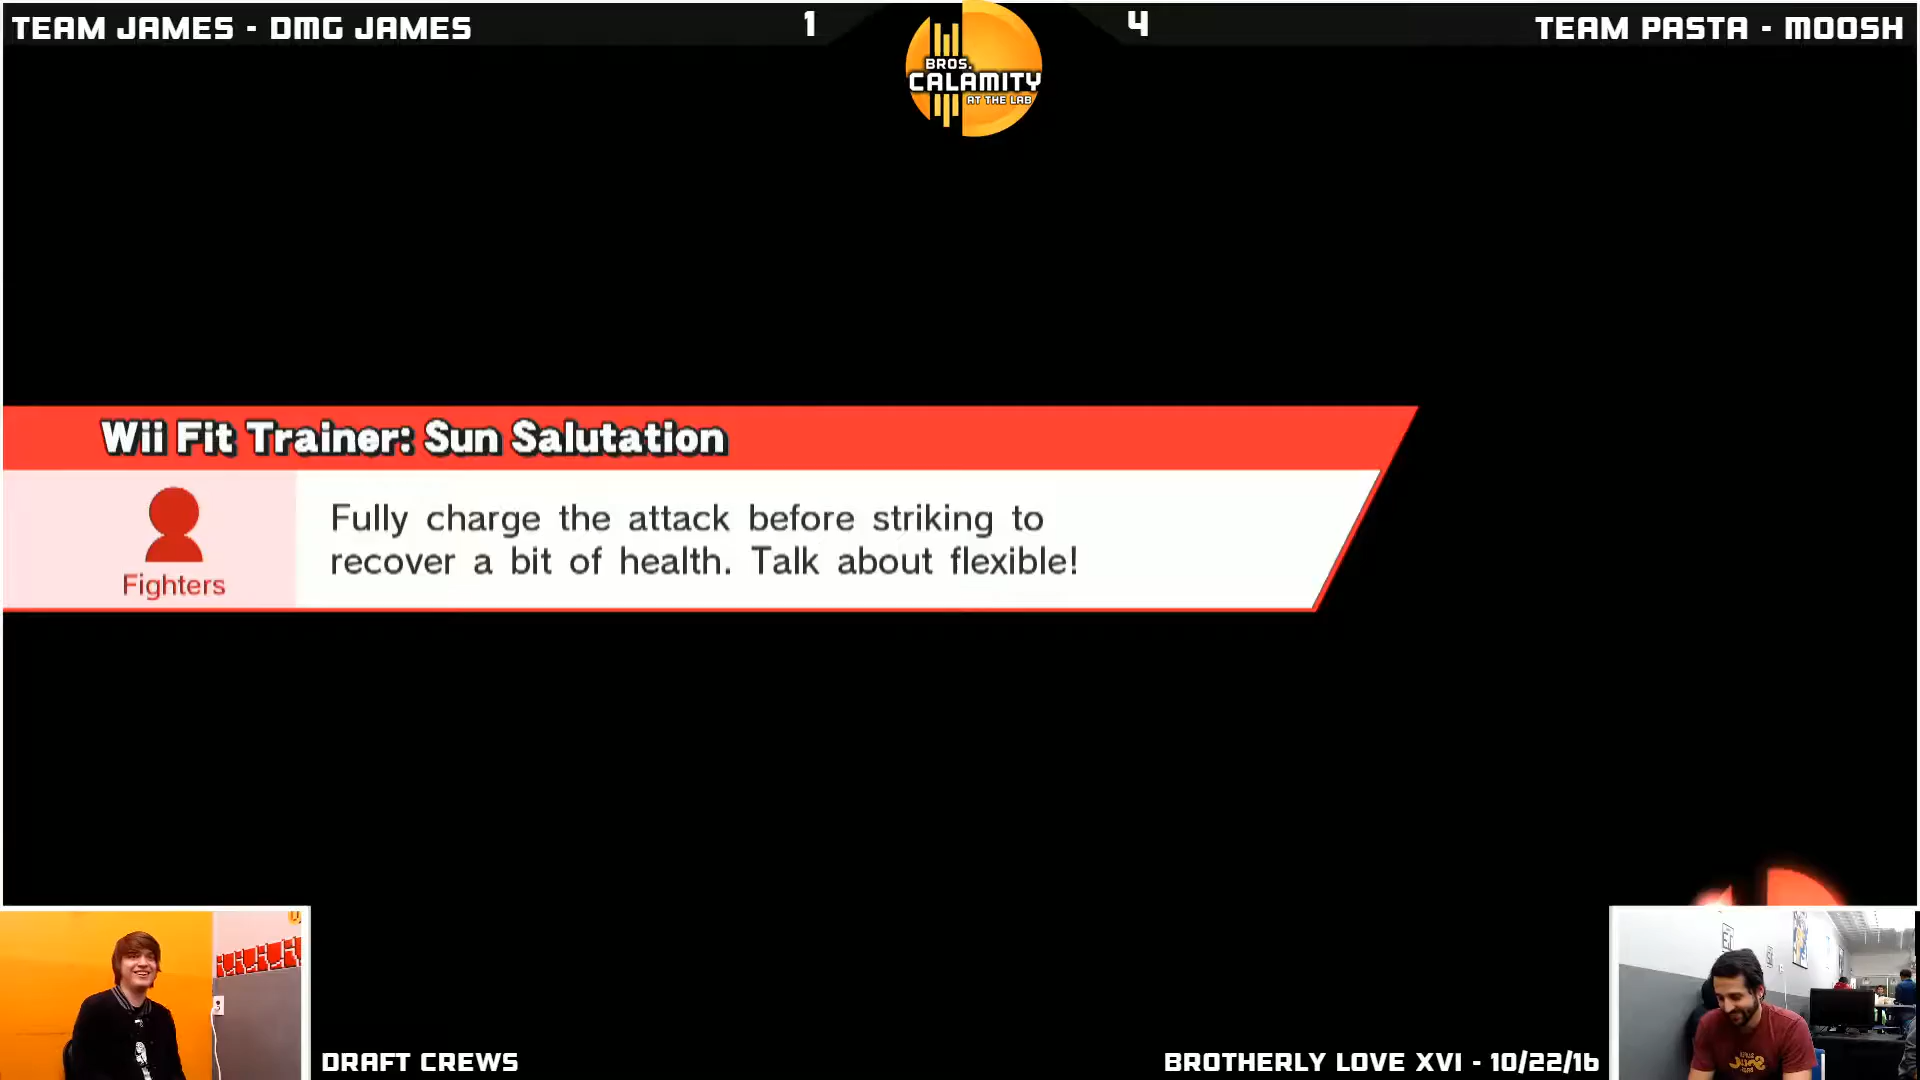 TEAM JAMES - DMG JAMES
1
4
TEAM PASTA - MOOSH
BROS.
CALAMITY
AT THE LAB
Wii Fit Trainer: Sun Salutation
Fully charge the attack before striking to
recover a bit of health. Talk about flexible!
Fighters
DRAFT CREWS
BROTHERLY LOVE XVI - 10/22/16